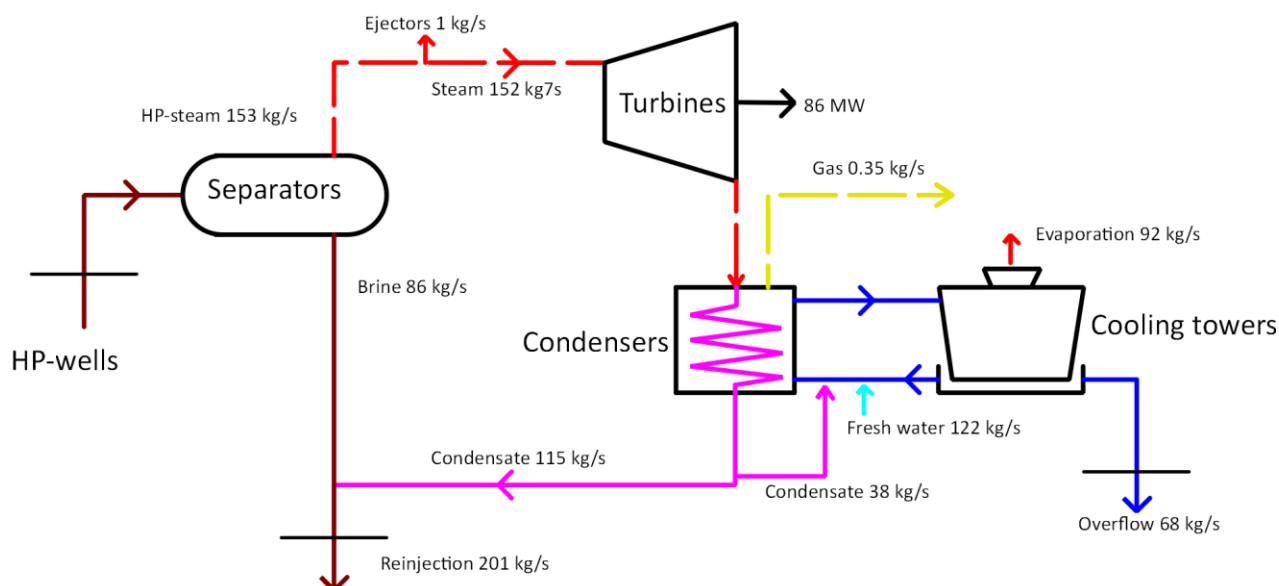 Ejectors 1 kg/s
Steam 152 kg7s
Turbines
86 MW
HP-steam 153 kg/s
Separators
Gas 0.35 kg/s
Evaporation 92 kg/s
Brine 86 kg/s
Condensers
Cooling towers
HP-wells
Fresh water 122 kg/s
Condensate 115 kg/s
Condensate 38 kg/s
Overflow 68 kg/s
Reinjection 201 kg/s